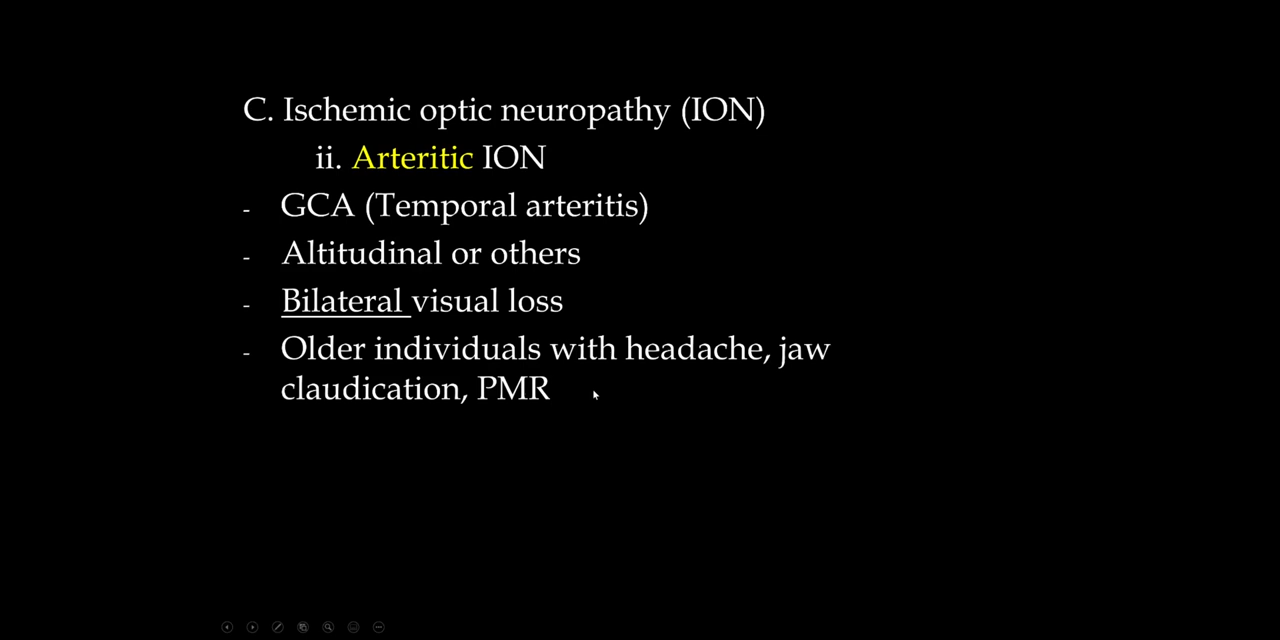 C. Ischemic optic neuropathy (ION)
ii. Arteritic ION
- GCA (Temporal arteritis)
- Altitudinal or others
- Bilateral visual loss
- Older individuals with headache, jaw
claudication, PMR